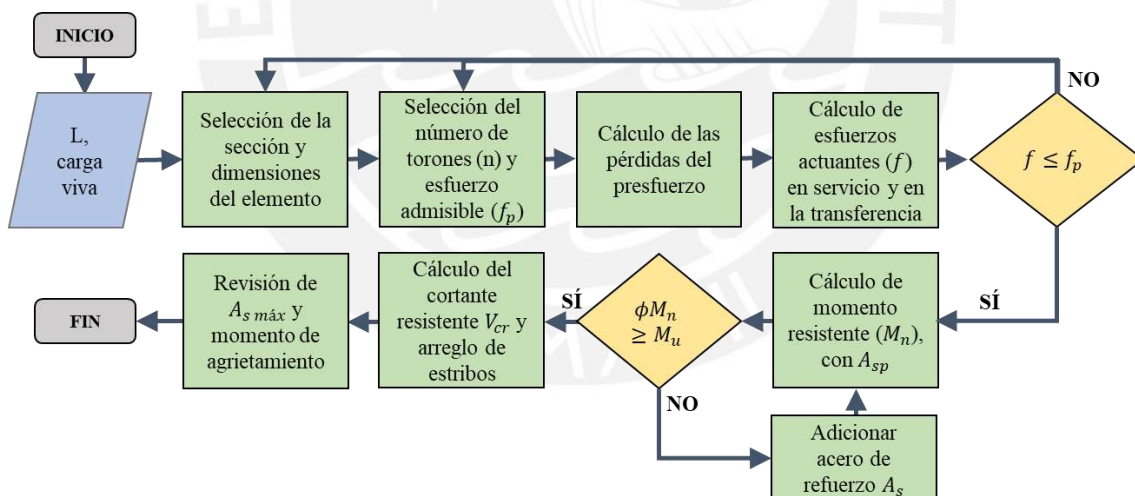 INICIO
L,
carga
viva
Selección de la
sección y
dimensiones
del elemento
Selección del
número de
torones (n) y
esfuerzo
admisible (f_p)
Cálculo de las
pérdidas del
presfuerzo
Cálculo de
esfuerzos
actuantes (f)
en servicio y en
la transferencia
f ≤ f_p
NO
SÍ
Cálculo de
momento
resistente (M_n),
con A_sp
ϕM_n
≥ M_u
NO
Adicionar
acero de
refuerzo A_s
SÍ
Cálculo del
cortante
resistente V_cr y
arreglo de
estribos
Revisión de
A_s máx y
momento de
agrietamiento
FIN